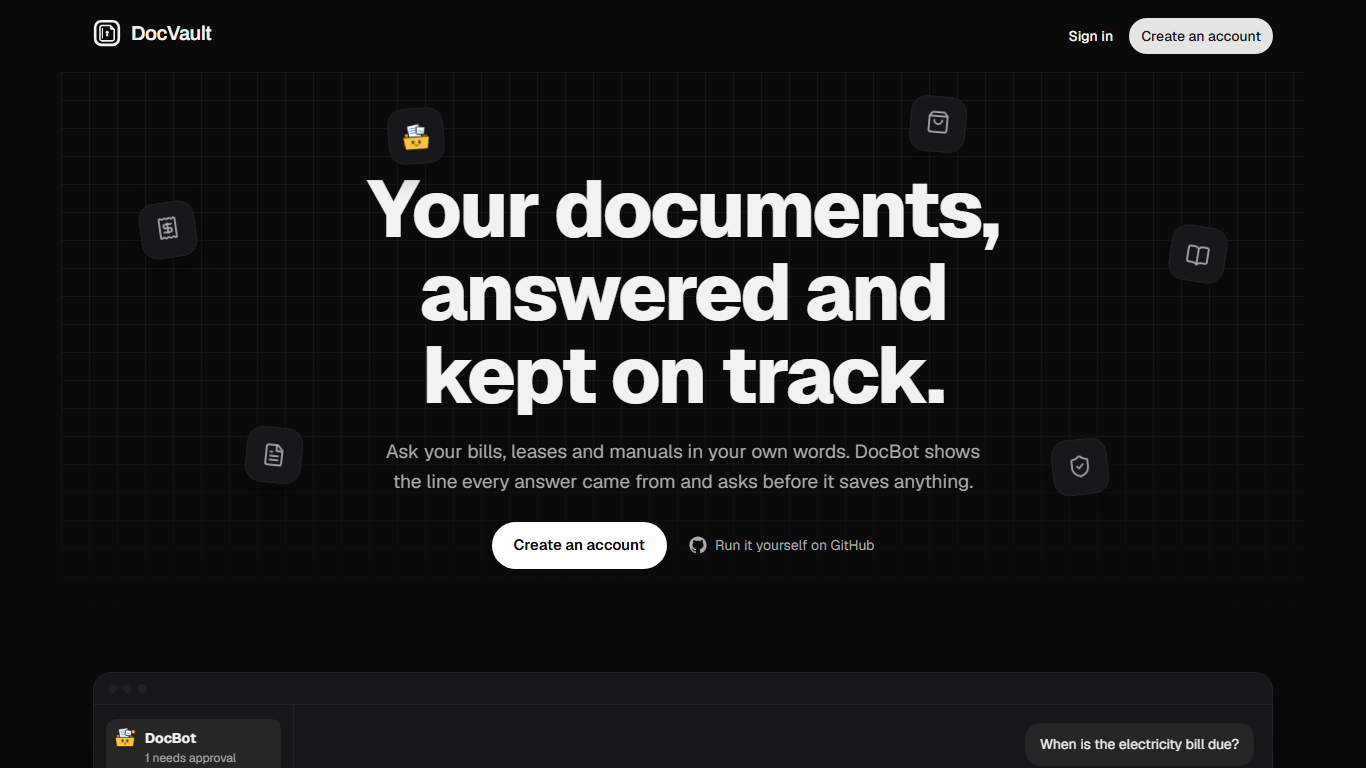 DocVault
Sign in
Create an account
Your documents,
answered and
kept on track.
Ask your bills, leases and manuals in your own words. DocBot shows
the line every answer came from and asks before it saves anything.
Create an account
Run it yourself on GitHub
DocBot
1 needs approval
When is the electricity bill due?